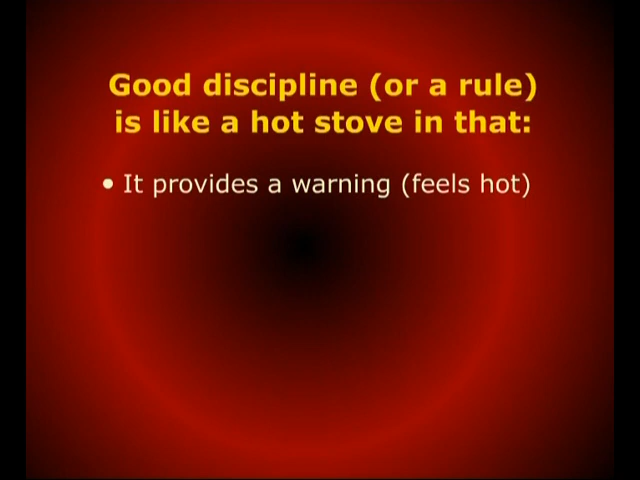 Good discipline (or a rule)
is like a hot stove in that:
• It provides a warning (feels hot)